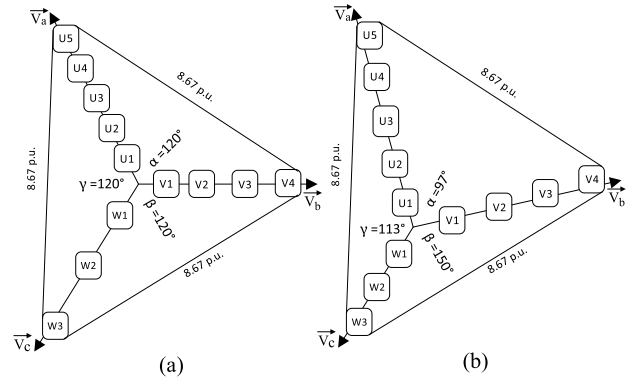 Va
U5
U4
U3
U2
U1
8.67 p.u.
8.67 p.u.
8.67 p.u.
α =120°
γ =120°
β =120°
V1
V2
V3
V4
Vb
W1
W2
W3
Vc
(a)
Va
U5
U4
U3
U2
U1
8.67 p.u.
8.67 p.u.
8.67 p.u.
α =97°
γ =113°
β =150°
V1
V2
V3
V4
Vb
W1
W2
W3
Vc
(b)